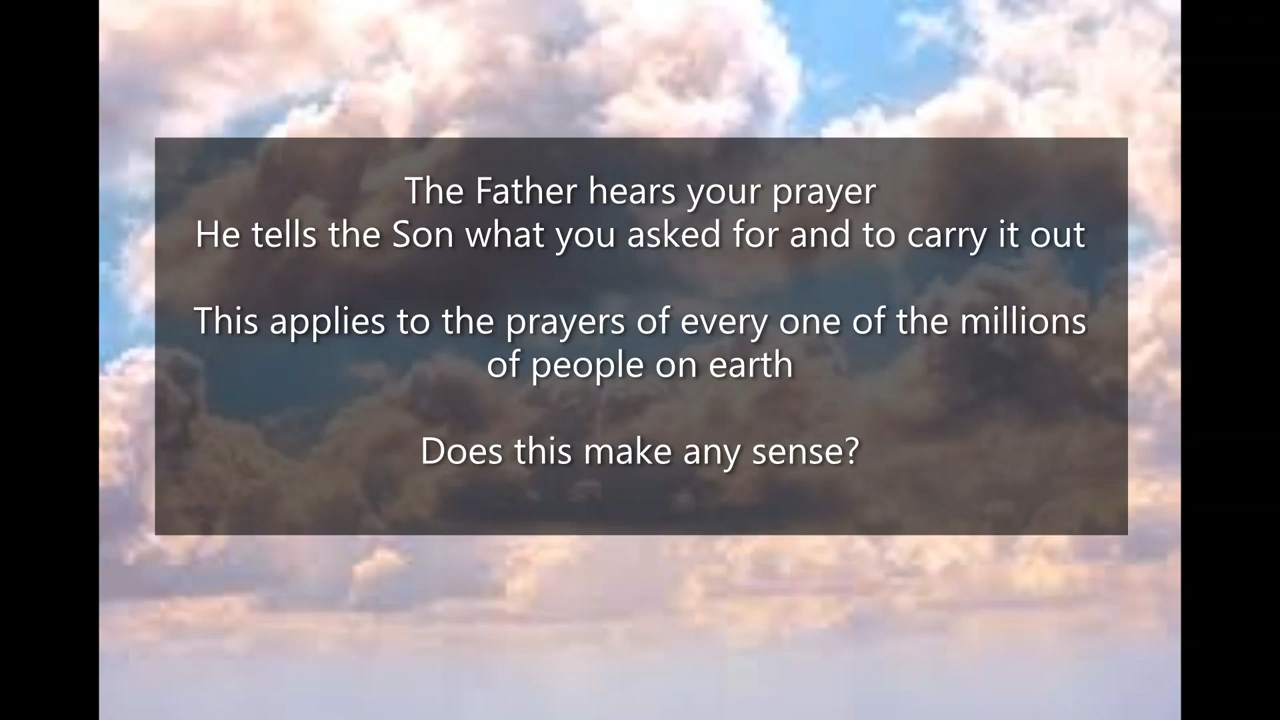 The Father hears your prayer
He tells the Son what you asked for and to carry it out
This applies to the prayers of every one of the millions
of people on earth
Does this make any sense?